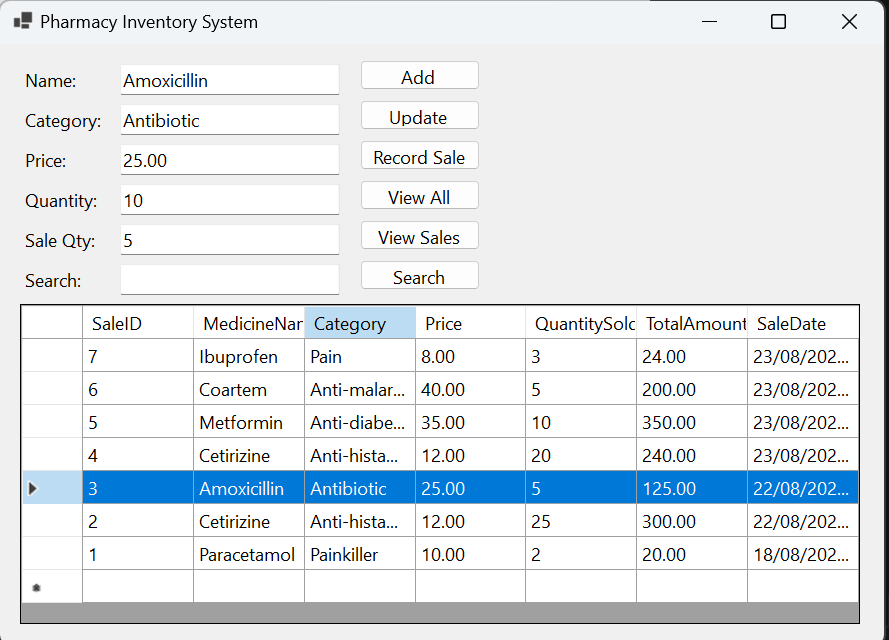 Pharmacy Inventory System
Name: Amoxicillin Add
Category: Antibiotic Update
Price: 25.00 Record Sale
Quantity: 10 View All
Sale Qty: 5 View Sales
Search: Search
SaleID MedicineNar Category Price QuantitySolc TotalAmount SaleDate
7 Ibuprofen Pain 8.00 3 24.00 23/08/202...
6 Coartem Anti-malar... 40.00 5 200.00 23/08/202...
5 Metformin Anti-diabe... 35.00 10 350.00 23/08/202...
4 Cetirizine Anti-hista... 12.00 20 240.00 23/08/202...
3 Amoxicillin Antibiotic 25.00 5 125.00 22/08/202...
2 Cetirizine Anti-hista... 12.00 25 300.00 22/08/202...
1 Paracetamol Painkiller 10.00 2 20.00 18/08/202...